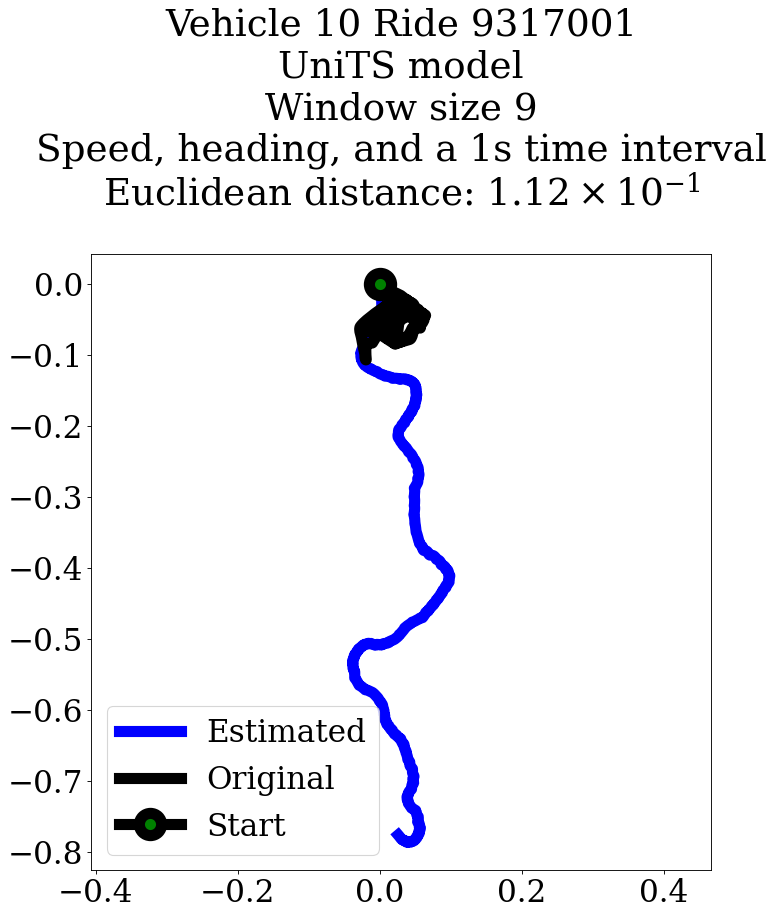 Vehicle 10 Ride 9317001
UniTS model
Window size 9
Speed, heading, and a 1s time interval
Euclidean distance: 1.12 × 10⁻¹
0.0
−0.1
−0.2
−0.3
−0.4
−0.5
−0.6
−0.7
−0.8
Estimated
Original
Start
−0.4 −0.2 0.0 0.2 0.4